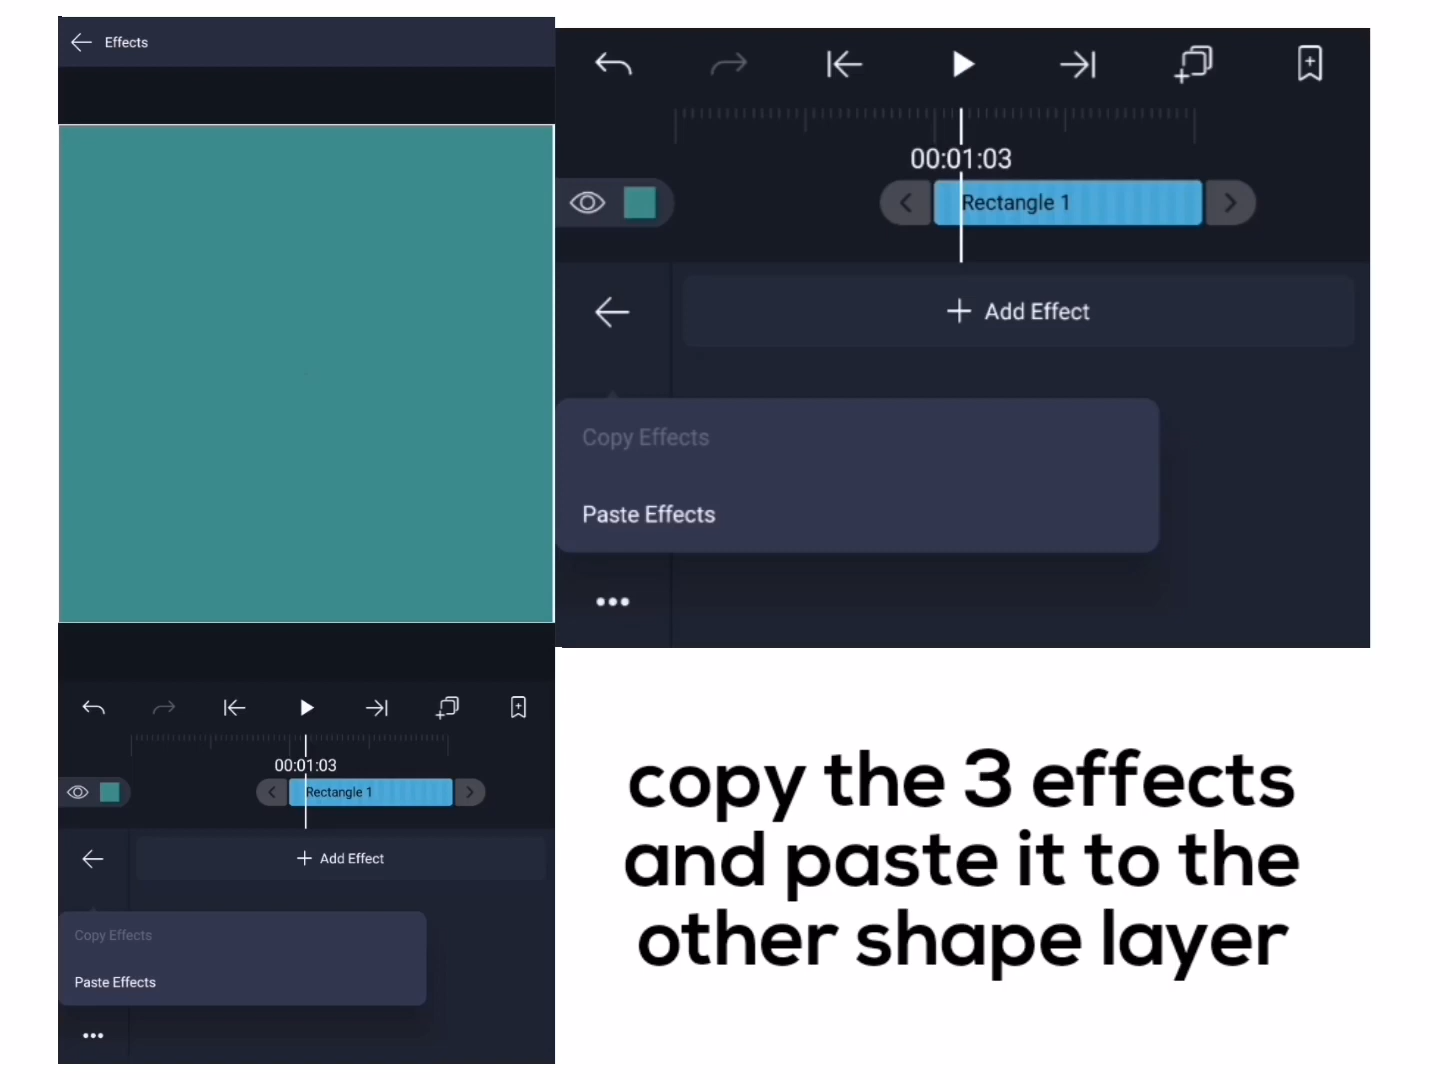 Effects
00:01:03
Rectangle 1
Add Effect
Copy Effects
Paste Effects
00:01:03
Rectangle 1
Add Effect
Copy Effects
Paste Effects
copy the 3 effects
and paste it to the
other shape layer